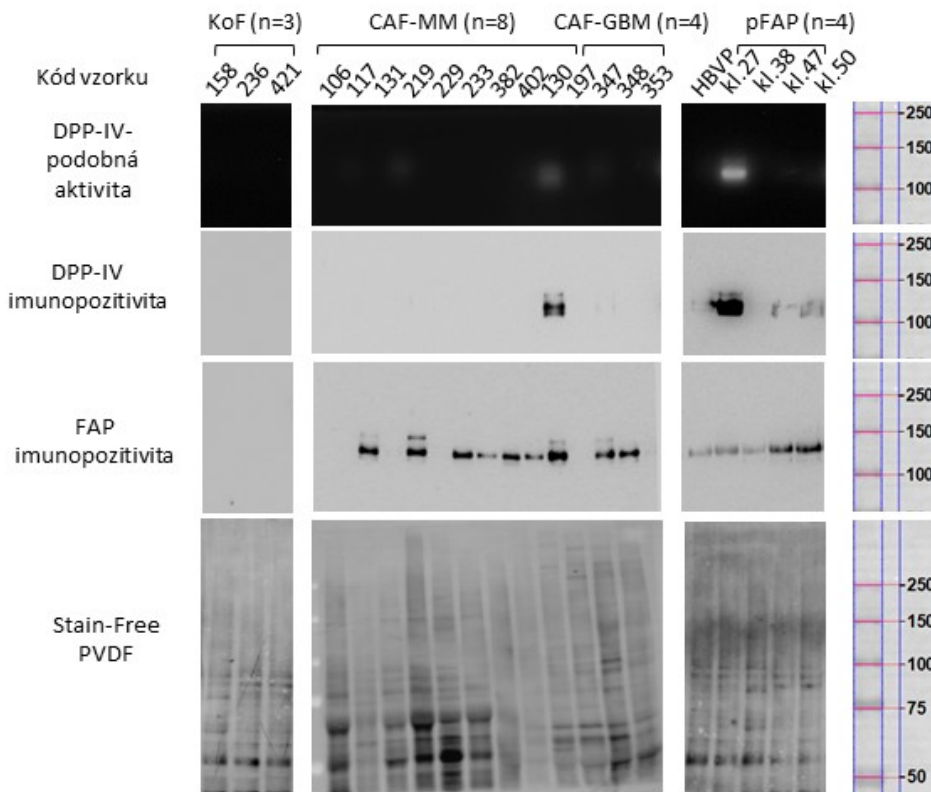 KoF (n=3) CAF-MM (n=8) CAF-GBM (n=4) pFAP (n=4)
Kód vzorku 158 236 421 106 117 131 219 229 233 382 402 130 197 347 348 353 HBVP kl.27 kl.38 kl.47 kl.50
DPP-IV-
podobná
aktivita
250
150
100
DPP-IV
imunopozitivita
250
150
100
FAP
imunopozitivita
250
150
100
Stain-Free
PVDF
250
150
100
75
50